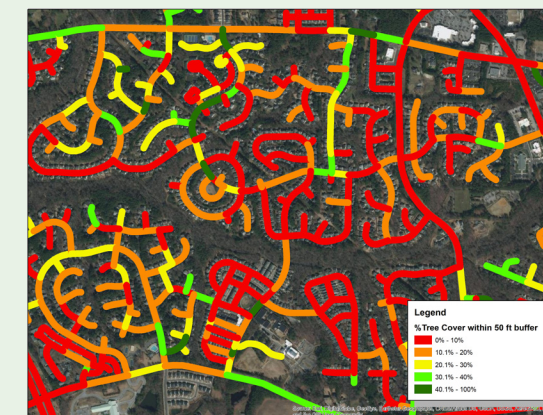 Legend
%Tree Cover within 50 ft buffer
0% - 10%
10.1% - 20%
20.1% - 30%
30.1% - 40%
40.1% - 100%